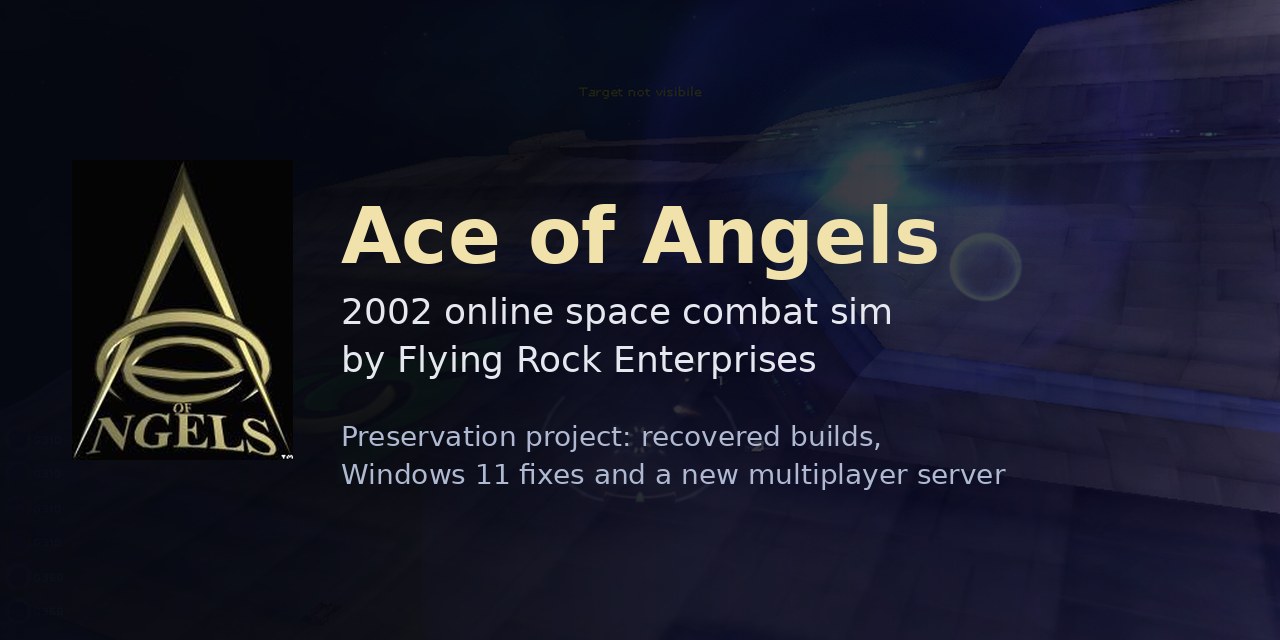 Target not visibile
Ace of Angels
2002 online space combat sim
by Flying Rock Enterprises
OF
NGELS
™
Preservation project: recovered builds,
Windows 11 fixes and a new multiplayer server